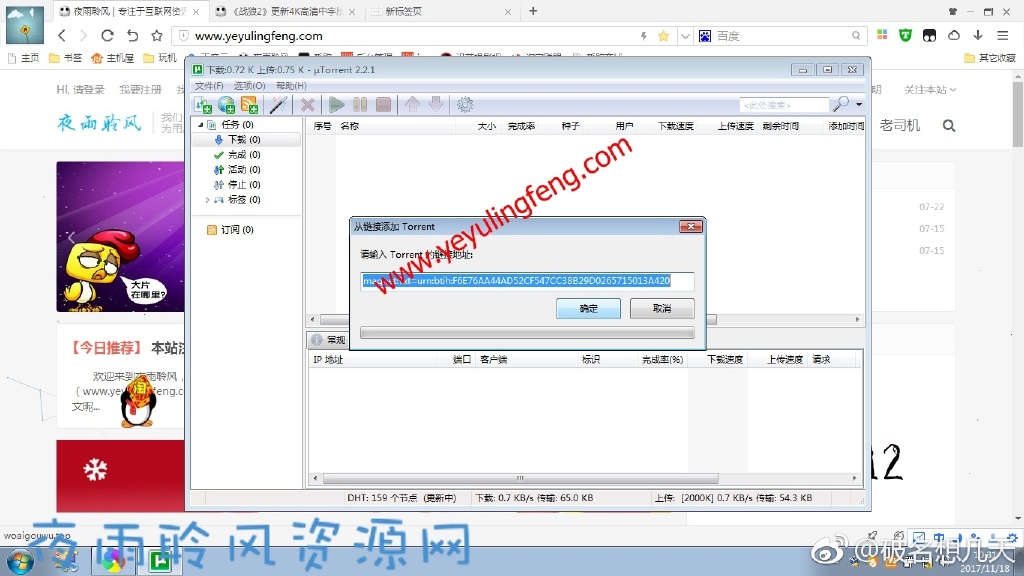 夜雨聆风 | 专注于互联网资
《战狼2》更新4K高清中字
新标签页
www.yeyulingfeng.com
百度
主页 书签 主机屋 玩机
其它收藏
下载:0.72 K 上传:0.75 K - µTorrent 2.2.1
文件(F) 选项(O) 帮助(H)
Hi, 请登录 我要注册
关注本站
夜雨聆风
我们
为用
老司机
<此处搜索>
任务 (0)
下载 (0)
完成 (0)
活动 (0)
停止 (0)
标签 (0)
订阅 (0)
序号 名称 大小 完成率 种子 用户 下载速度 上传速度 剩余时间 添加时间
www.yeyulingfeng.com
从链接添加 Torrent
请输入 Torrent 的链接地址:
=urn:btih:F6E76AA44AD52CF547CC38B29D0265715013A420
确定 取消
07-22
07-15
07-15
大片
在哪里?
常规
IP 地址 端口 客户端 标识 完成率(%) 下载速度 上传速度 请求
【今日推荐】 本站
欢迎来到夜雨聆风，
( www.yeyulingfeng.c
文呢...
DHT: 159 个节点 (更新中) 下载: 0.7 KB/s 传输: 65.0 KB 上传: [2000K] 0.7 KB/s 传输: 54.3 KB
12
woaigouwu.top
夜雨聆风资源网
@破茗想几天
2017/11/18